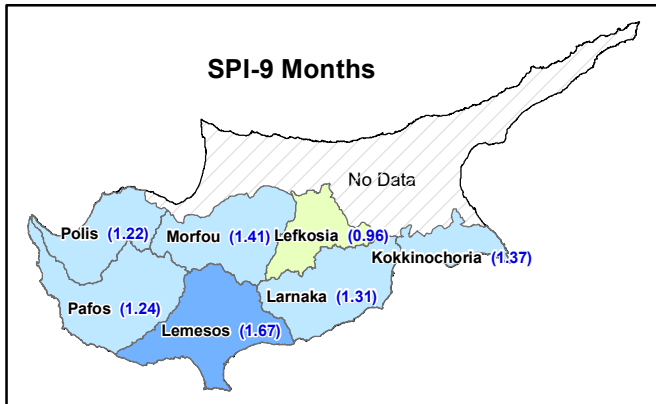 SPI-9 Months
No Data
Polis (1.22)
Morfou (1.41)
Lefkosia (0.96)
Kokkinochoria (1.37)
Pafos (1.24)
Larnaka (1.31)
Lemesos (1.67)